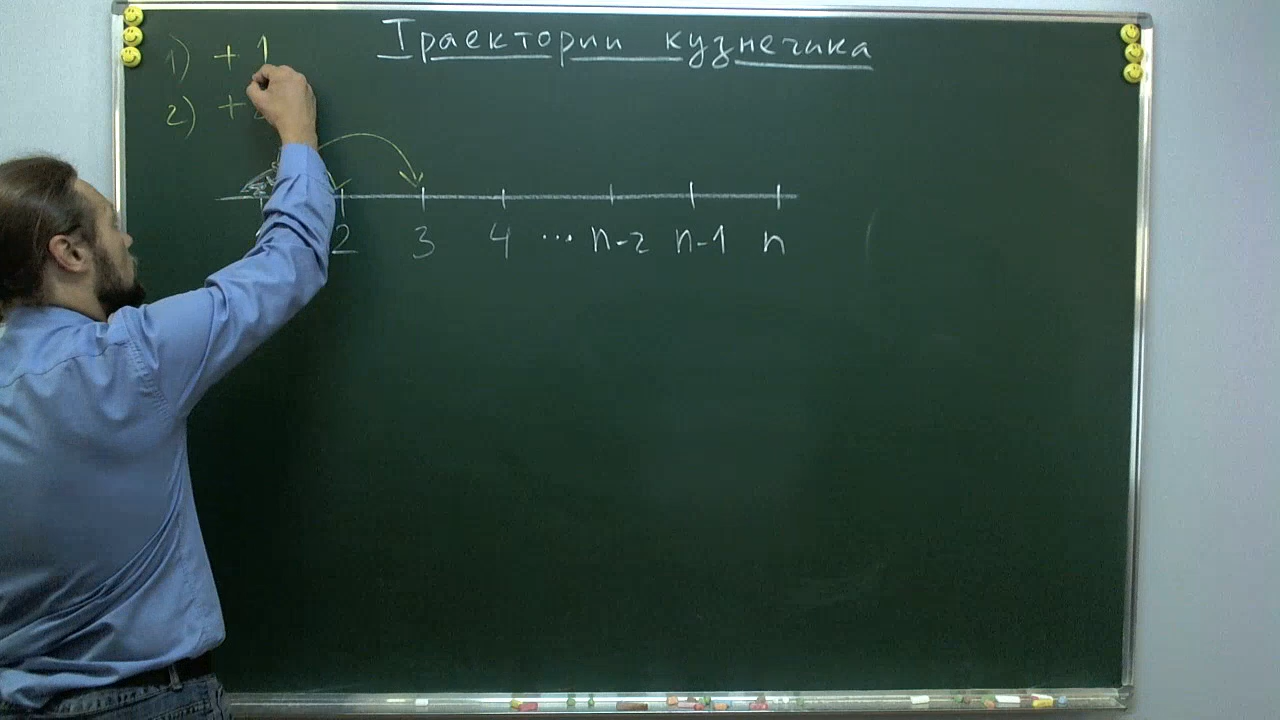 Траектории кузнечика
1) + 1
2) +
2 3 4 ... n-2 n-1 n